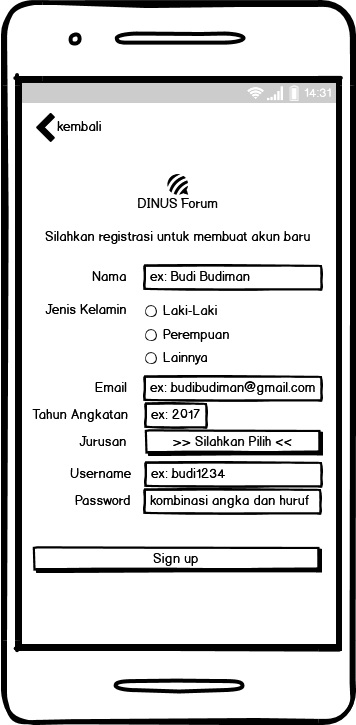 14:31
kembali
DINUS Forum
Silahkan registrasi untuk membuat akun baru
Nama ex: Budi Budiman
Jenis Kelamin Laki-Laki
Perempuan
Lainnya
Email ex: budibudiman@gmail.com
Tahun Angkatan ex: 2017
Jurusan >> Silahkan Pilih <<
Username ex: budi1234
Password kombinasi angka dan huruf
Sign up